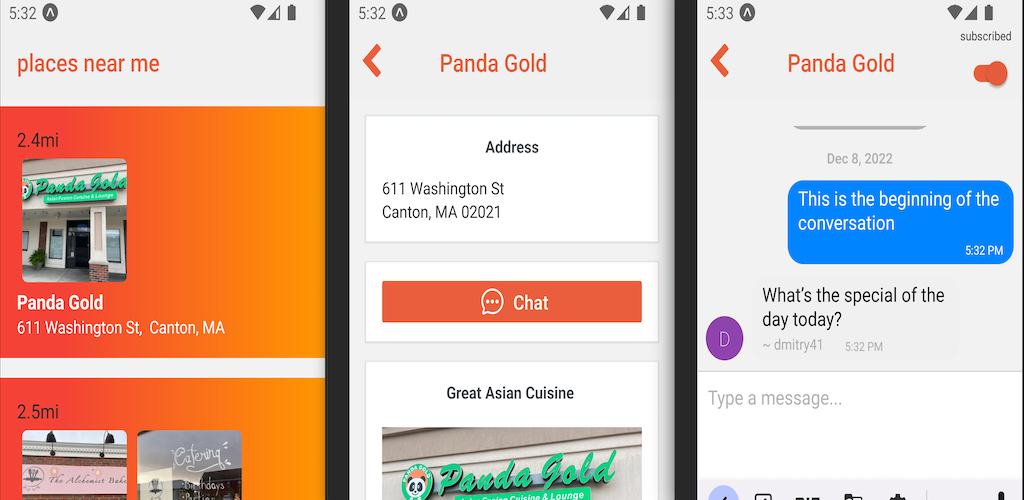 5:32
places near me
2.4mi
Panda Gold
Asian Fusion Cuisine & Lounge
Panda Gold
611 Washington St, Canton, MA
2.5mi
The Alchemist
Catering
Birthdays
5:32
Panda Gold
Address
611 Washington St
Canton, MA 02021
Chat
Great Asian Cuisine
PANDA GOLD
Panda Gold
Asian Fusion Cuisine & Lounge
5:33
subscribed
Panda Gold
Dec 8, 2022
This is the beginning of the
conversation
5:32 PM
What's the special of the
day today?
D
~ dmitry41 5:32 PM
Type a message...